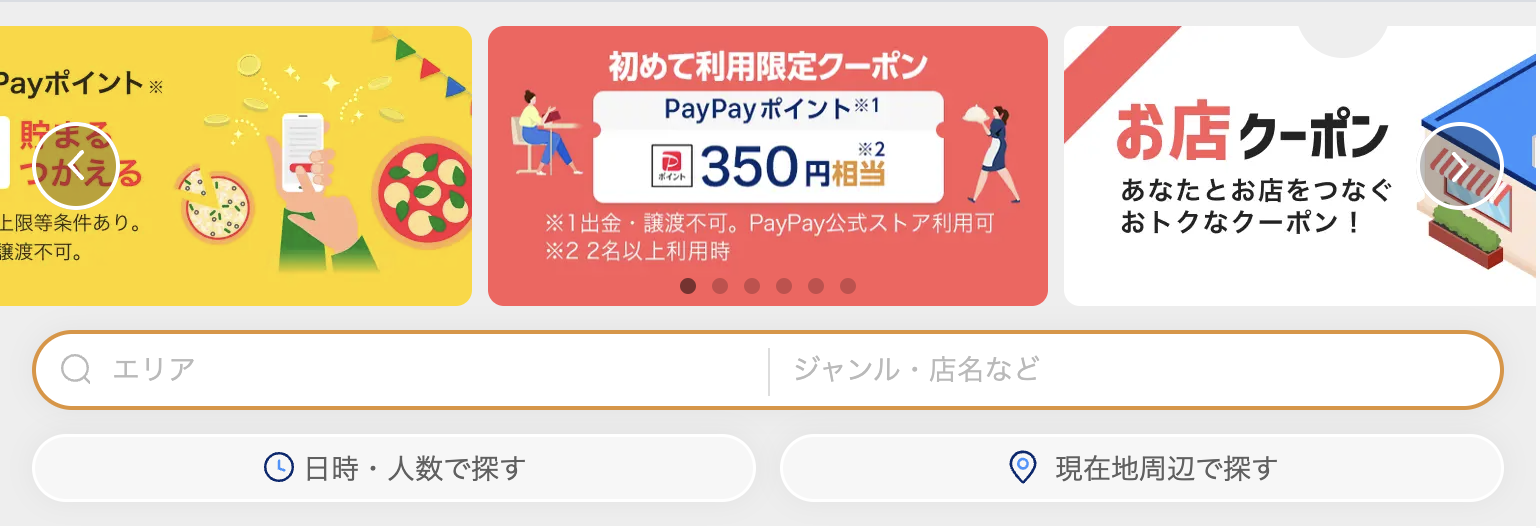 Payポイント※
貯まる
つかえる
上限等条件あり。
譲渡不可。
初めて利用限定クーポン
PayPayポイント※1
ポイント
350円相当※2
※1出金・譲渡不可。PayPay公式ストア利用可
※2 2名以上利用時
お店クーポン
あなたとお店をつなぐ
おトクなクーポン！
エリア
ジャンル・店名など
日時・人数で探す
現在地周辺で探す